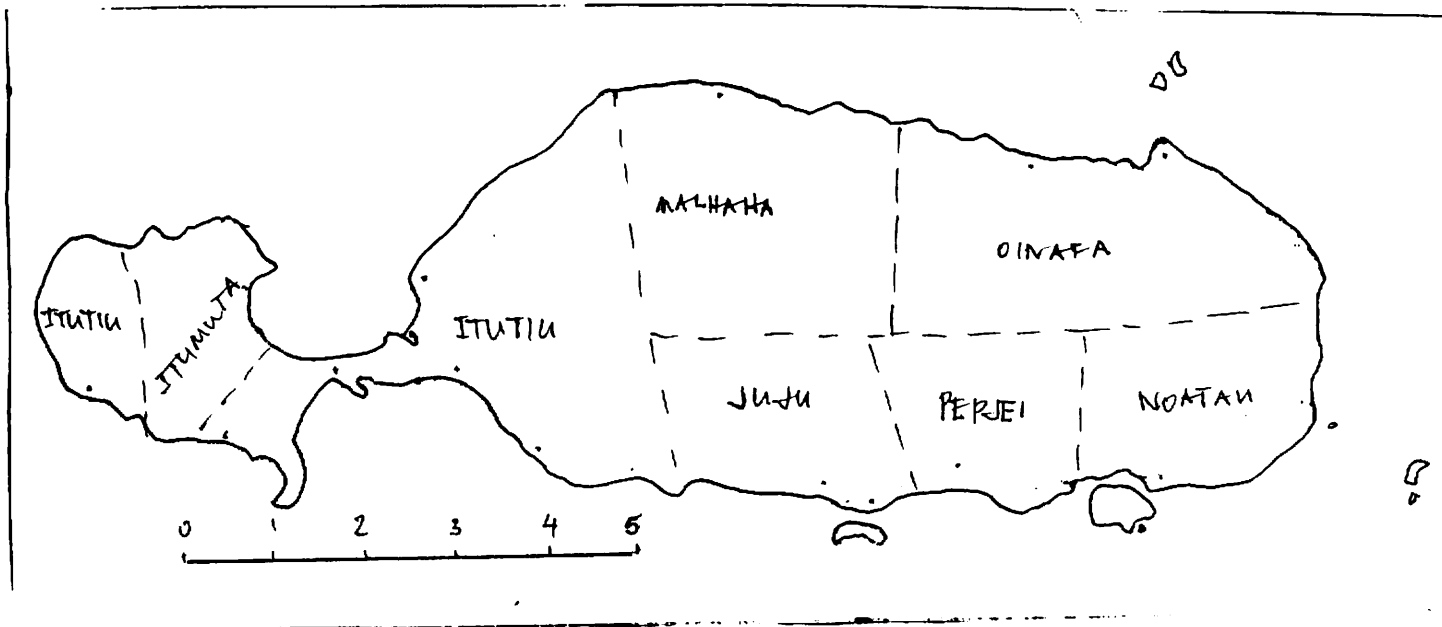 MALHAHA
OINAFA
ITUTIU
ITUMUTA
ITUTIU
JUJU
PEPJEI
NOATAU
0 1 2 3 4 5